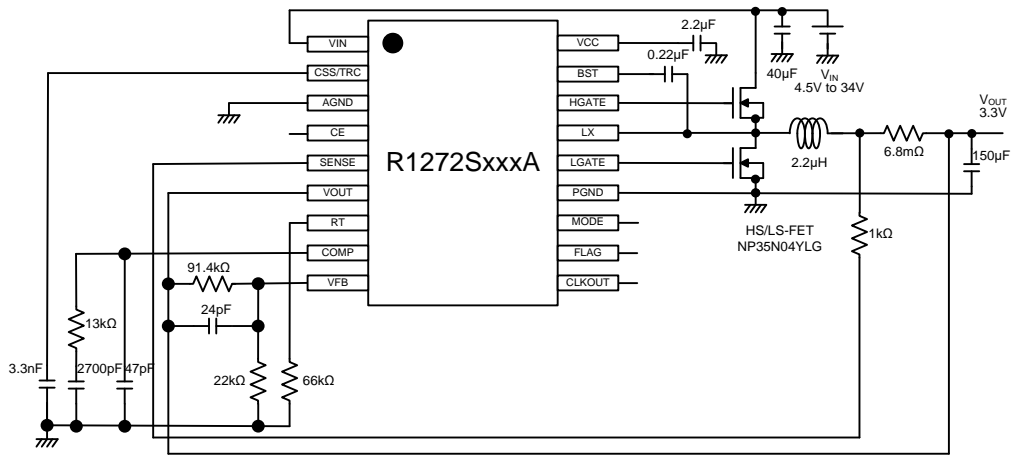 VIN
CSS/TRC
AGND
CE
SENSE
VOUT
RT
COMP
VFB
R1272SxxxA
VCC
BST
HGATE
LX
LGATE
PGND
MODE
FLAG
CLKOUT
2.2µF
0.22µF
40µF
VIN
4.5V to 34V
VOUT
3.3V
2.2µH
6.8mΩ
150µF
HS/LS-FET
NP35N04YLG
1kΩ
91.4kΩ
24pF
13kΩ
3.3nF
2700pF
47pF
22kΩ
66kΩ